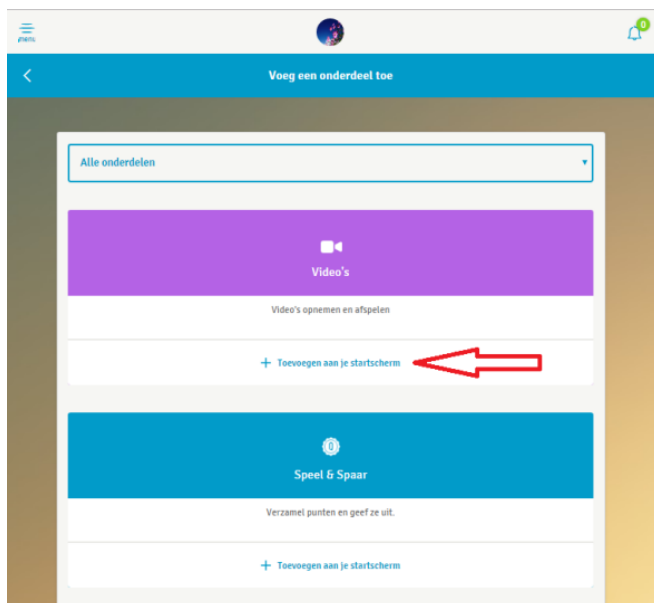 menu
0
Voeg een onderdeel toe
Alle onderdelen
Video's
Video's opnemen en afspelen
+ Toevoegen aan je startscherm
Speel & Spaar
Verzamel punten en geef ze uit.
+ Toevoegen aan je startscherm